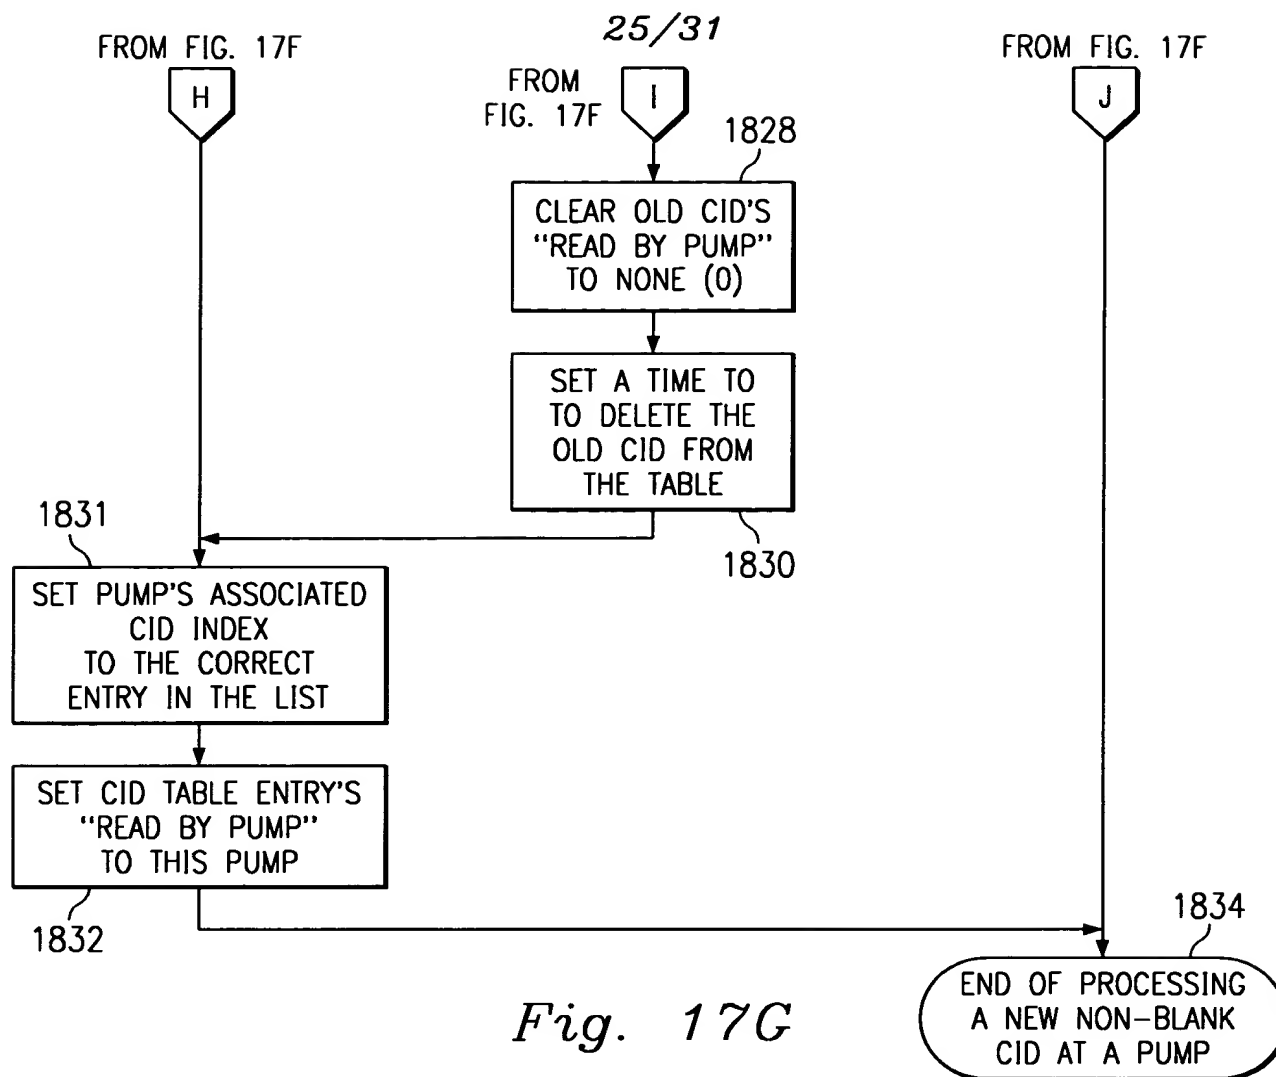 25/31
FROM FIG. 17F
H
FROM
FIG. 17F
I
FROM FIG. 17F
J
1828
CLEAR OLD CID'S
"READ BY PUMP"
TO NONE (0)
SET A TIME TO
TO DELETE THE
OLD CID FROM
THE TABLE
1830
1831
SET PUMP'S ASSOCIATED
CID INDEX
TO THE CORRECT
ENTRY IN THE LIST
SET CID TABLE ENTRY'S
"READ BY PUMP"
TO THIS PUMP
1832
1834
END OF PROCESSING
A NEW NON-BLANK
CID AT A PUMP
Fig. 17G